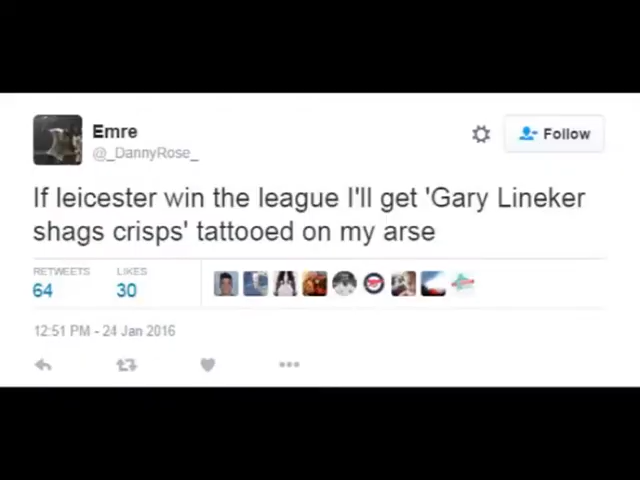 Emre
@_DannyRose_
Follow
If leicester win the league I'll get 'Gary Lineker
shags crisps' tattooed on my arse
RETWEETS LIKES
64 30
12:51 PM - 24 Jan 2016